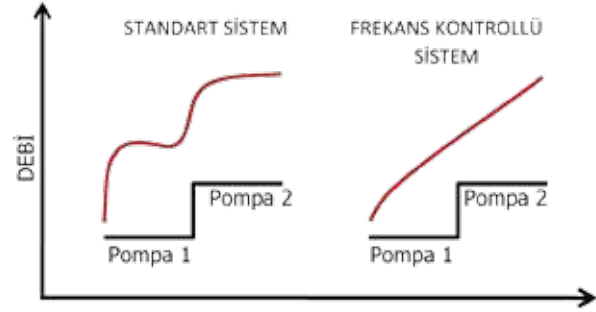 STANDART SİSTEM
FREKANS KONTROLLÜ
SİSTEM
DEBİ
Pompa 1
Pompa 2
Pompa 1
Pompa 2